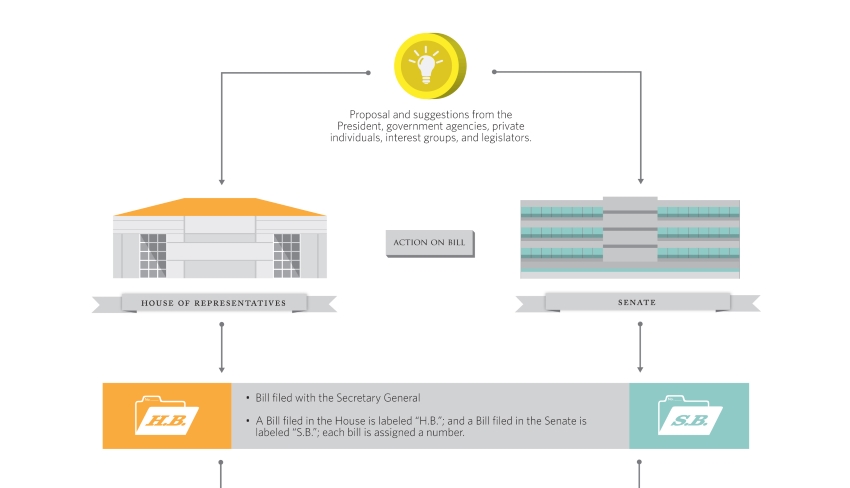 Proposal and suggestions from the
President, government agencies, private
individuals, interest groups, and legislators.
ACTION ON BILL
HOUSE OF REPRESENTATIVES
SENATE
H.B.
• Bill filed with the Secretary General
• A Bill filed in the House is labeled “H.B.”; and a Bill filed in the Senate is
labeled “S.B.”; each bill is assigned a number.
S.B.